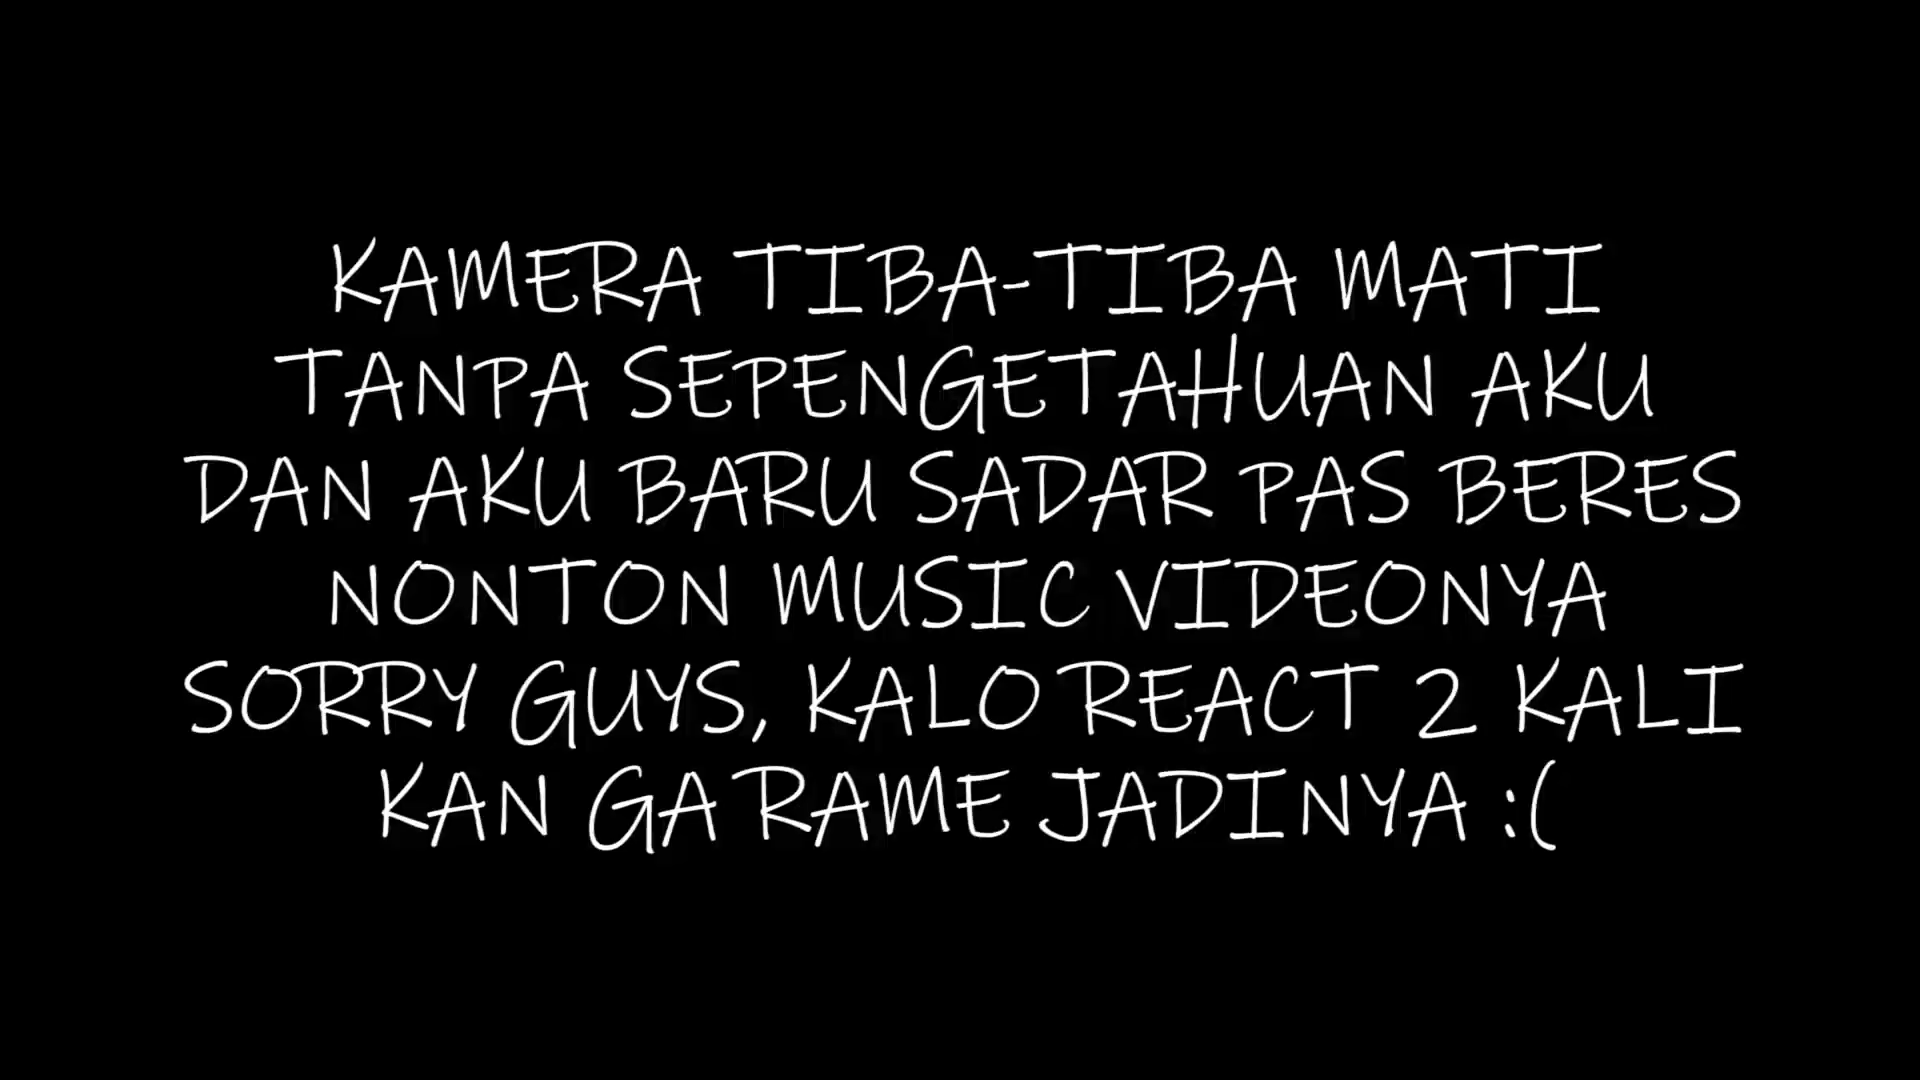 KAMERA TIBA-TIBA MATI
TANPA SEPENGETAHUAN AKU
DAN AKU BARU SADAR PAS BERES
NONTON MUSIC VIDEONYA
SORRY GUYS, KALO REACT 2 KALI
KAN GA RAME JADINYA :(